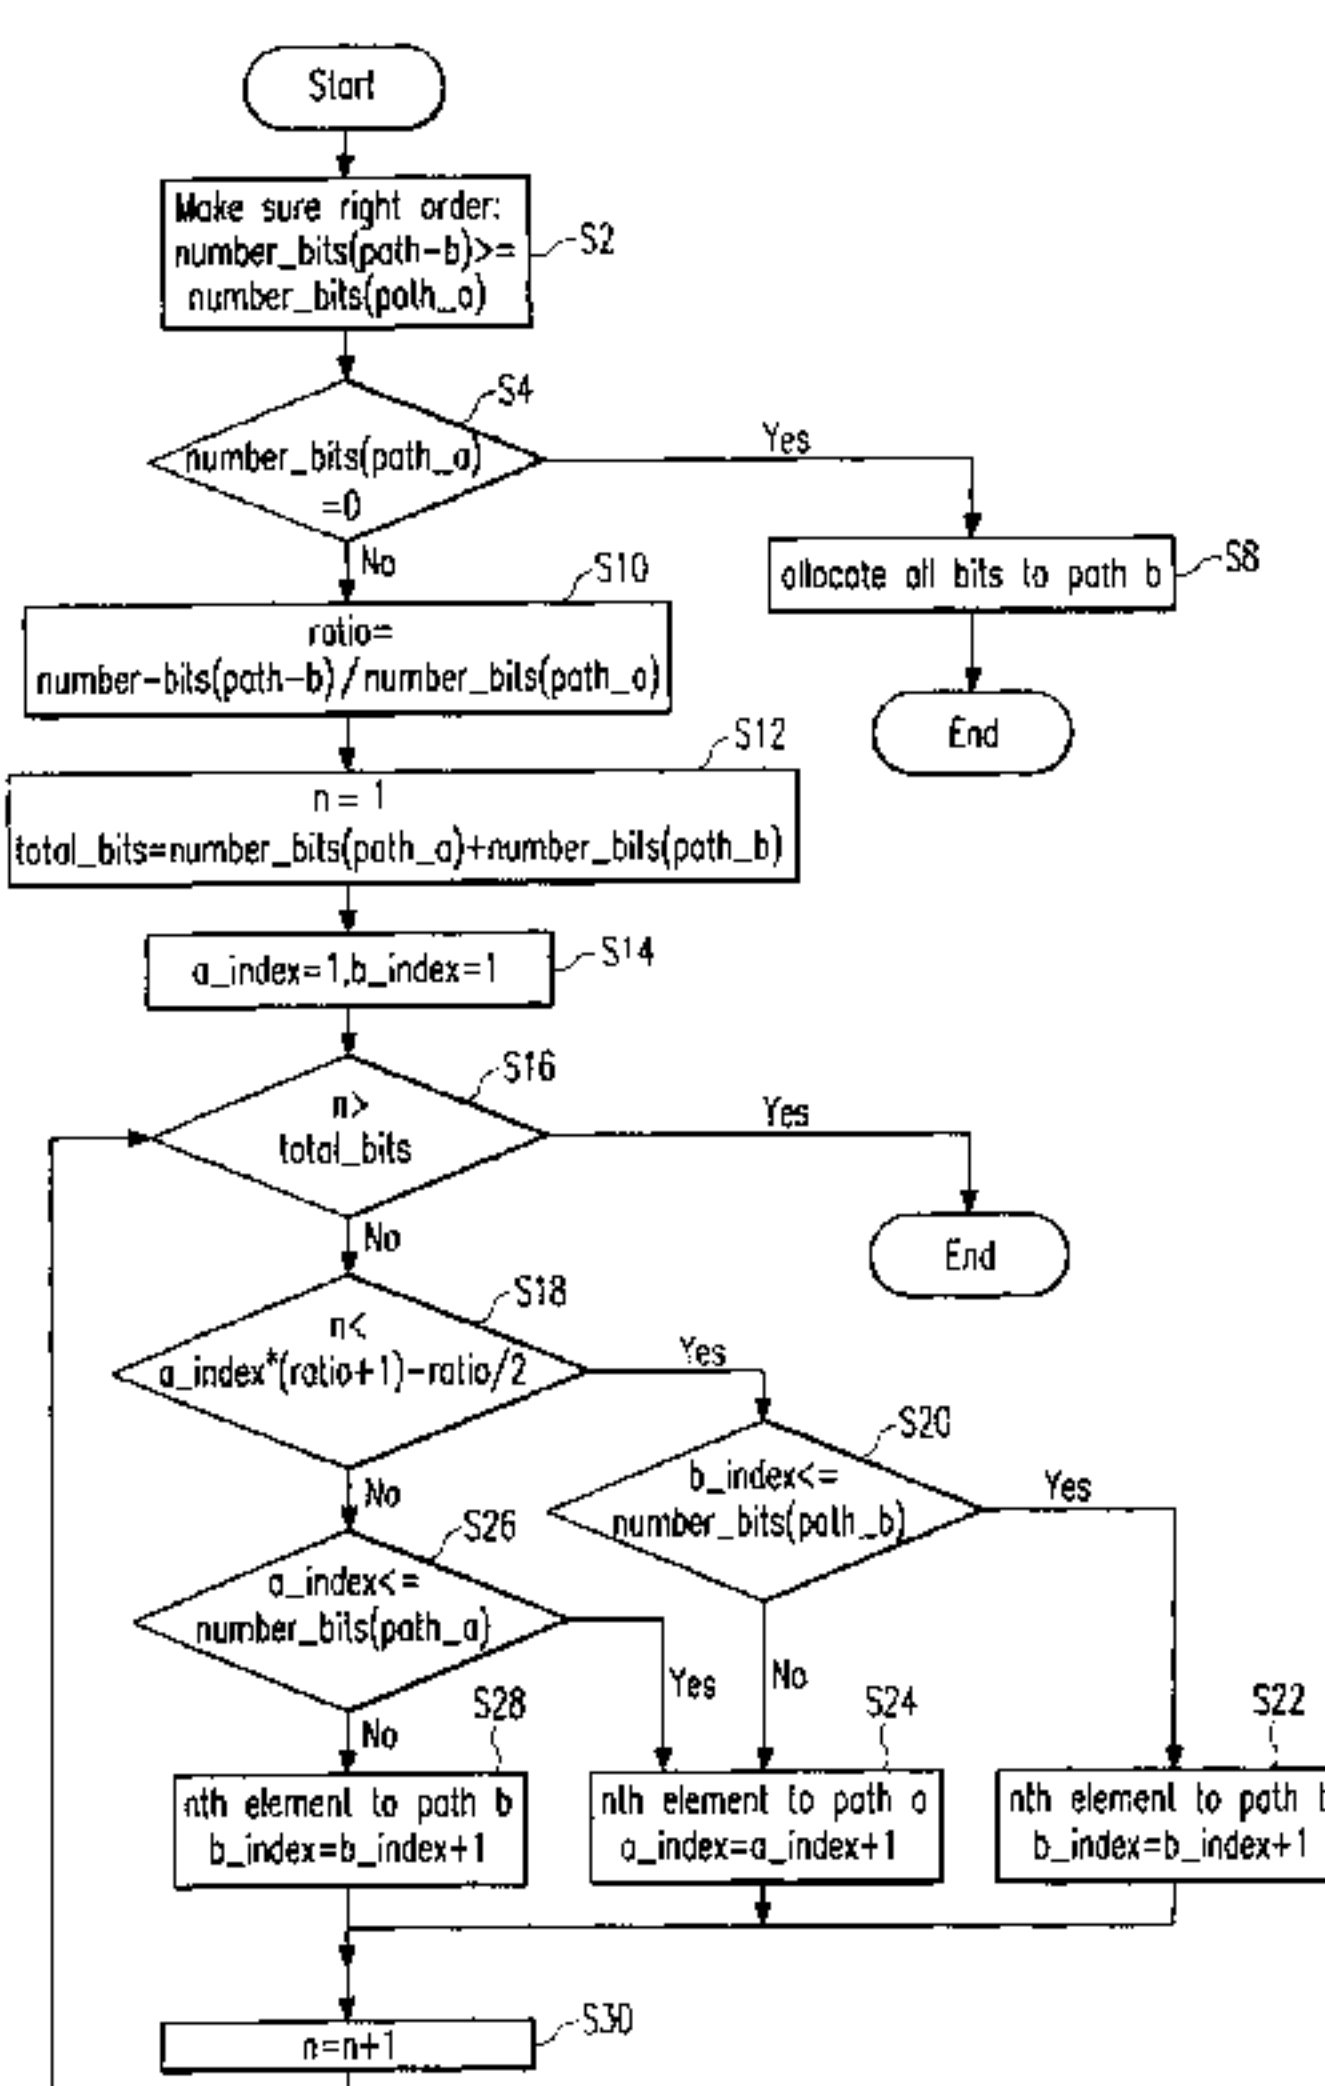 Start
Make sure right order:
number_bits(path-b)>=
number_bits(path_a)
S2
S4
number_bits(path_a)
=0
Yes
No
allocate all bits to path b
S8
S10
ratio=
number-bits(path-b)/number_bits(path_a)
End
S12
n=1
total_bits=number_bits(path_a)+number_bits(path_b)
a_index=1,b_index=1
S14
S16
n>
total_bits
Yes
No
End
S18
n<
a_index*(ratio+1)-ratio/2
Yes
No
S20
b_index<=
number_bits(path_b)
Yes
No
S26
a_index<=
number_bits(path_a)
Yes
No
S28
nth element to path b
b_index=b_index+1
S24
nth element to path a
a_index=a_index+1
S22
nth element to path b
b_index=b_index+1
n=n+1
S30